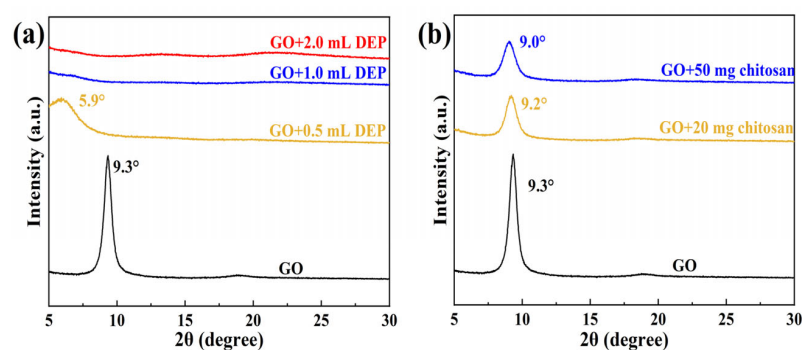 (a)
GO+2.0 mL DEP
GO+1.0 mL DEP
5.9°
GO+0.5 mL DEP
9.3°
GO
Intensity (a.u.)
5 10 15 20 25 30
2θ (degree)
(b)
9.0°
GO+50 mg chitosan
9.2°
GO+20 mg chitosan
9.3°
GO
Intensity (a.u.)
5 10 15 20 25 30
2θ (degree)